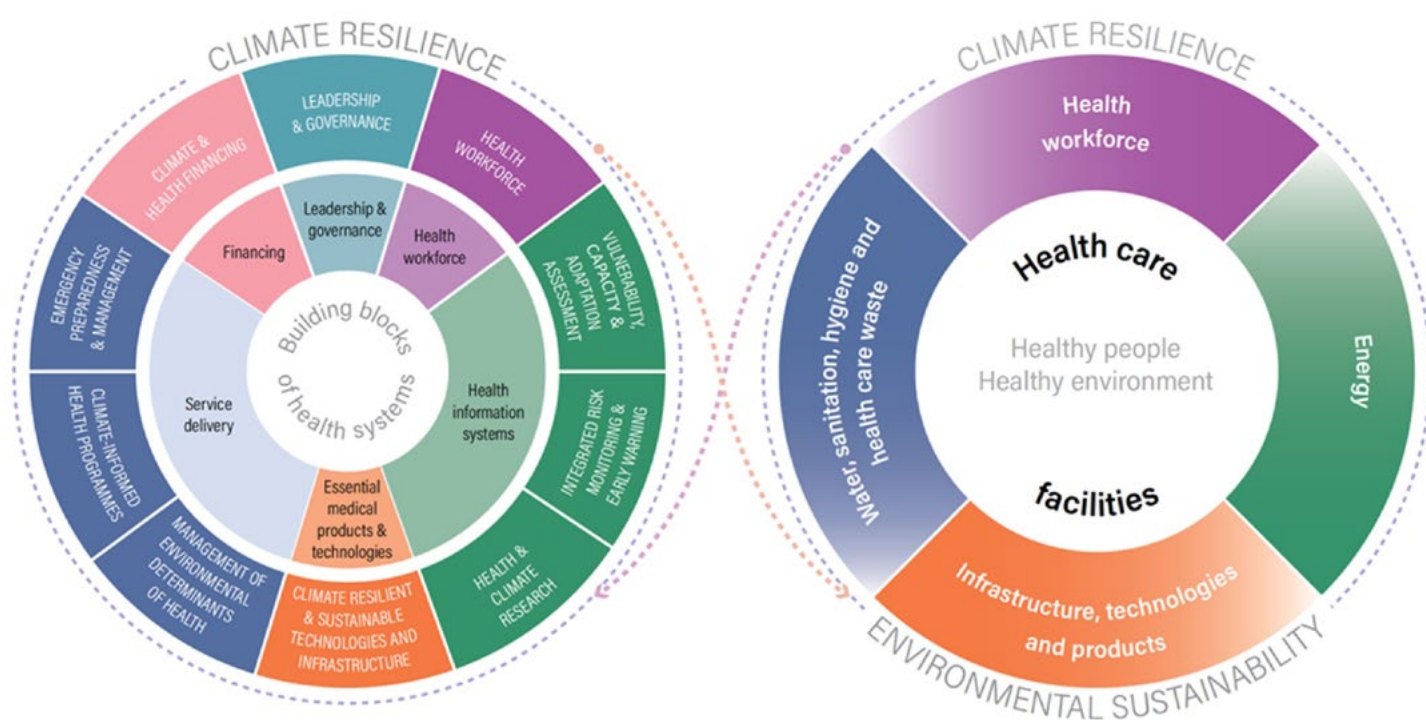 CLIMATE RESILIENCE
LEADERSHIP
& GOVERNANCE
HEALTH
WORKFORCE
VULNERABILITY,
CAPACITY &
ADAPTATION
ASSESSMENT
INTEGRATED RISK
MONITORING &
EARLY WARNING
HEALTH &
CLIMATE
RESEARCH
CLIMATE RESILIENT
& SUSTAINABLE
TECHNOLOGIES AND
INFRASTRUCTURE
MANAGEMENT OF
ENVIRONMENTAL
DETERMINANTS
OF HEALTH
CLIMATE-INFORMED
HEALTH PROGRAMMES
EMERGENCY
PREPAREDNESS
& MANAGEMENT
CLIMATE &
HEALTH FINANCING
Leadership &
governance
Health
workforce
Health
information
systems
Essential
medical
products &
technologies
Service
delivery
Financing
Building blocks
of health systems
CLIMATE RESILIENCE
Health
workforce
Energy
Infrastructure, technologies
and products
Water, sanitation, hygiene and
health care waste
Health care
Healthy people
Healthy environment
facilities
ENVIRONMENTAL SUSTAINABILITY